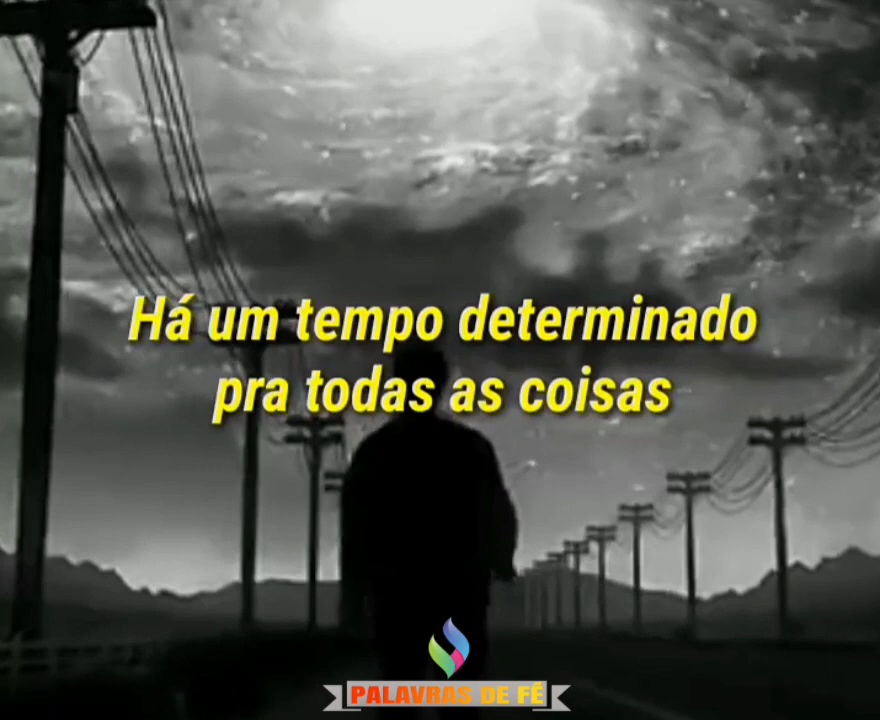 Há um tempo determinado
pra todas as coisas
PALAVRAS DE FÉ